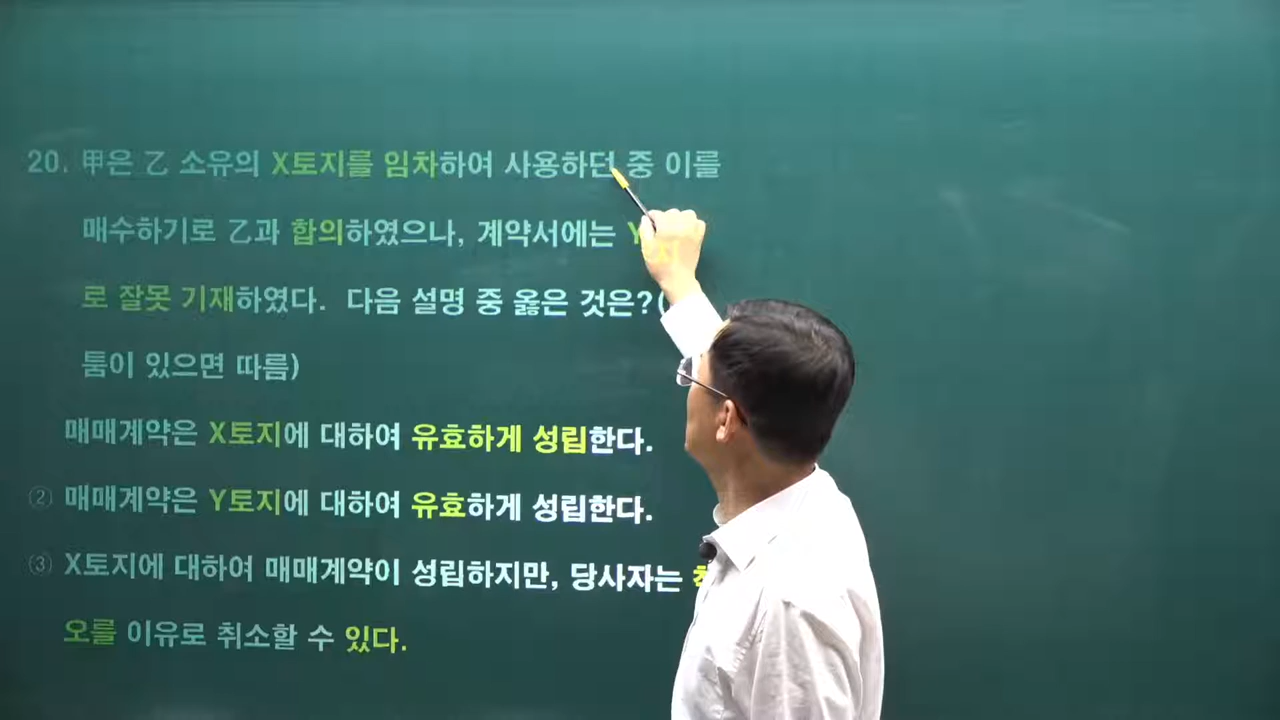 20. 甲은 乙 소유의 X토지를 임차하여 사용하던 중 이를
매수하기로 乙과 합의하였으나, 계약서에는 Y
로 잘못 기재하였다. 다음 설명 중 옳은 것은?(
툼이 있으면 따름)
매매계약은 X토지에 대하여 유효하게 성립한다.
② 매매계약은 Y토지에 대하여 유효하게 성립한다.
③ X토지에 대하여 매매계약이 성립하지만, 당사자는
오를 이유로 취소할 수 있다.